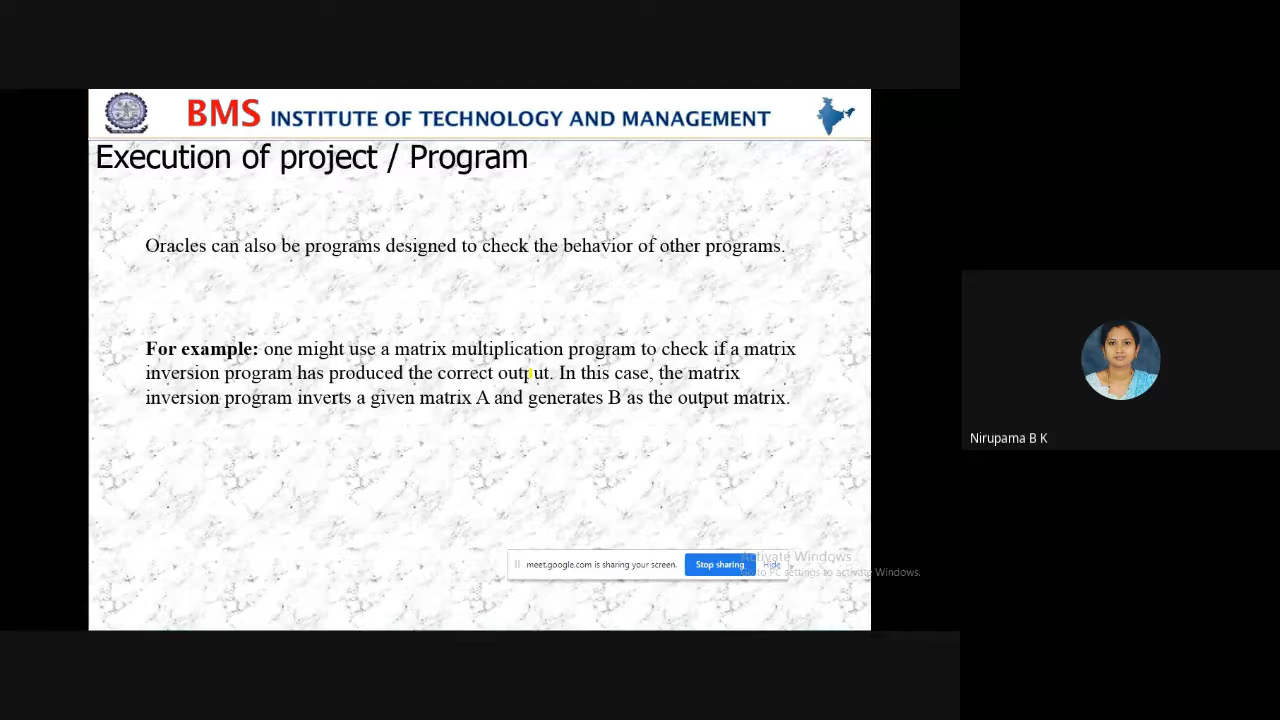 BMS INSTITUTE OF TECHNOLOGY AND MANAGEMENT
Execution of project / Program
Oracles can also be programs designed to check the behavior of other programs.
For example: one might use a matrix multiplication program to check if a matrix
inversion program has produced the correct output. In this case, the matrix
inversion program inverts a given matrix A and generates B as the output matrix.
Nirupama B K
meet.google.com is sharing your screen. Stop sharing Hide
Activate Windows
to PC settings to activate Windows.